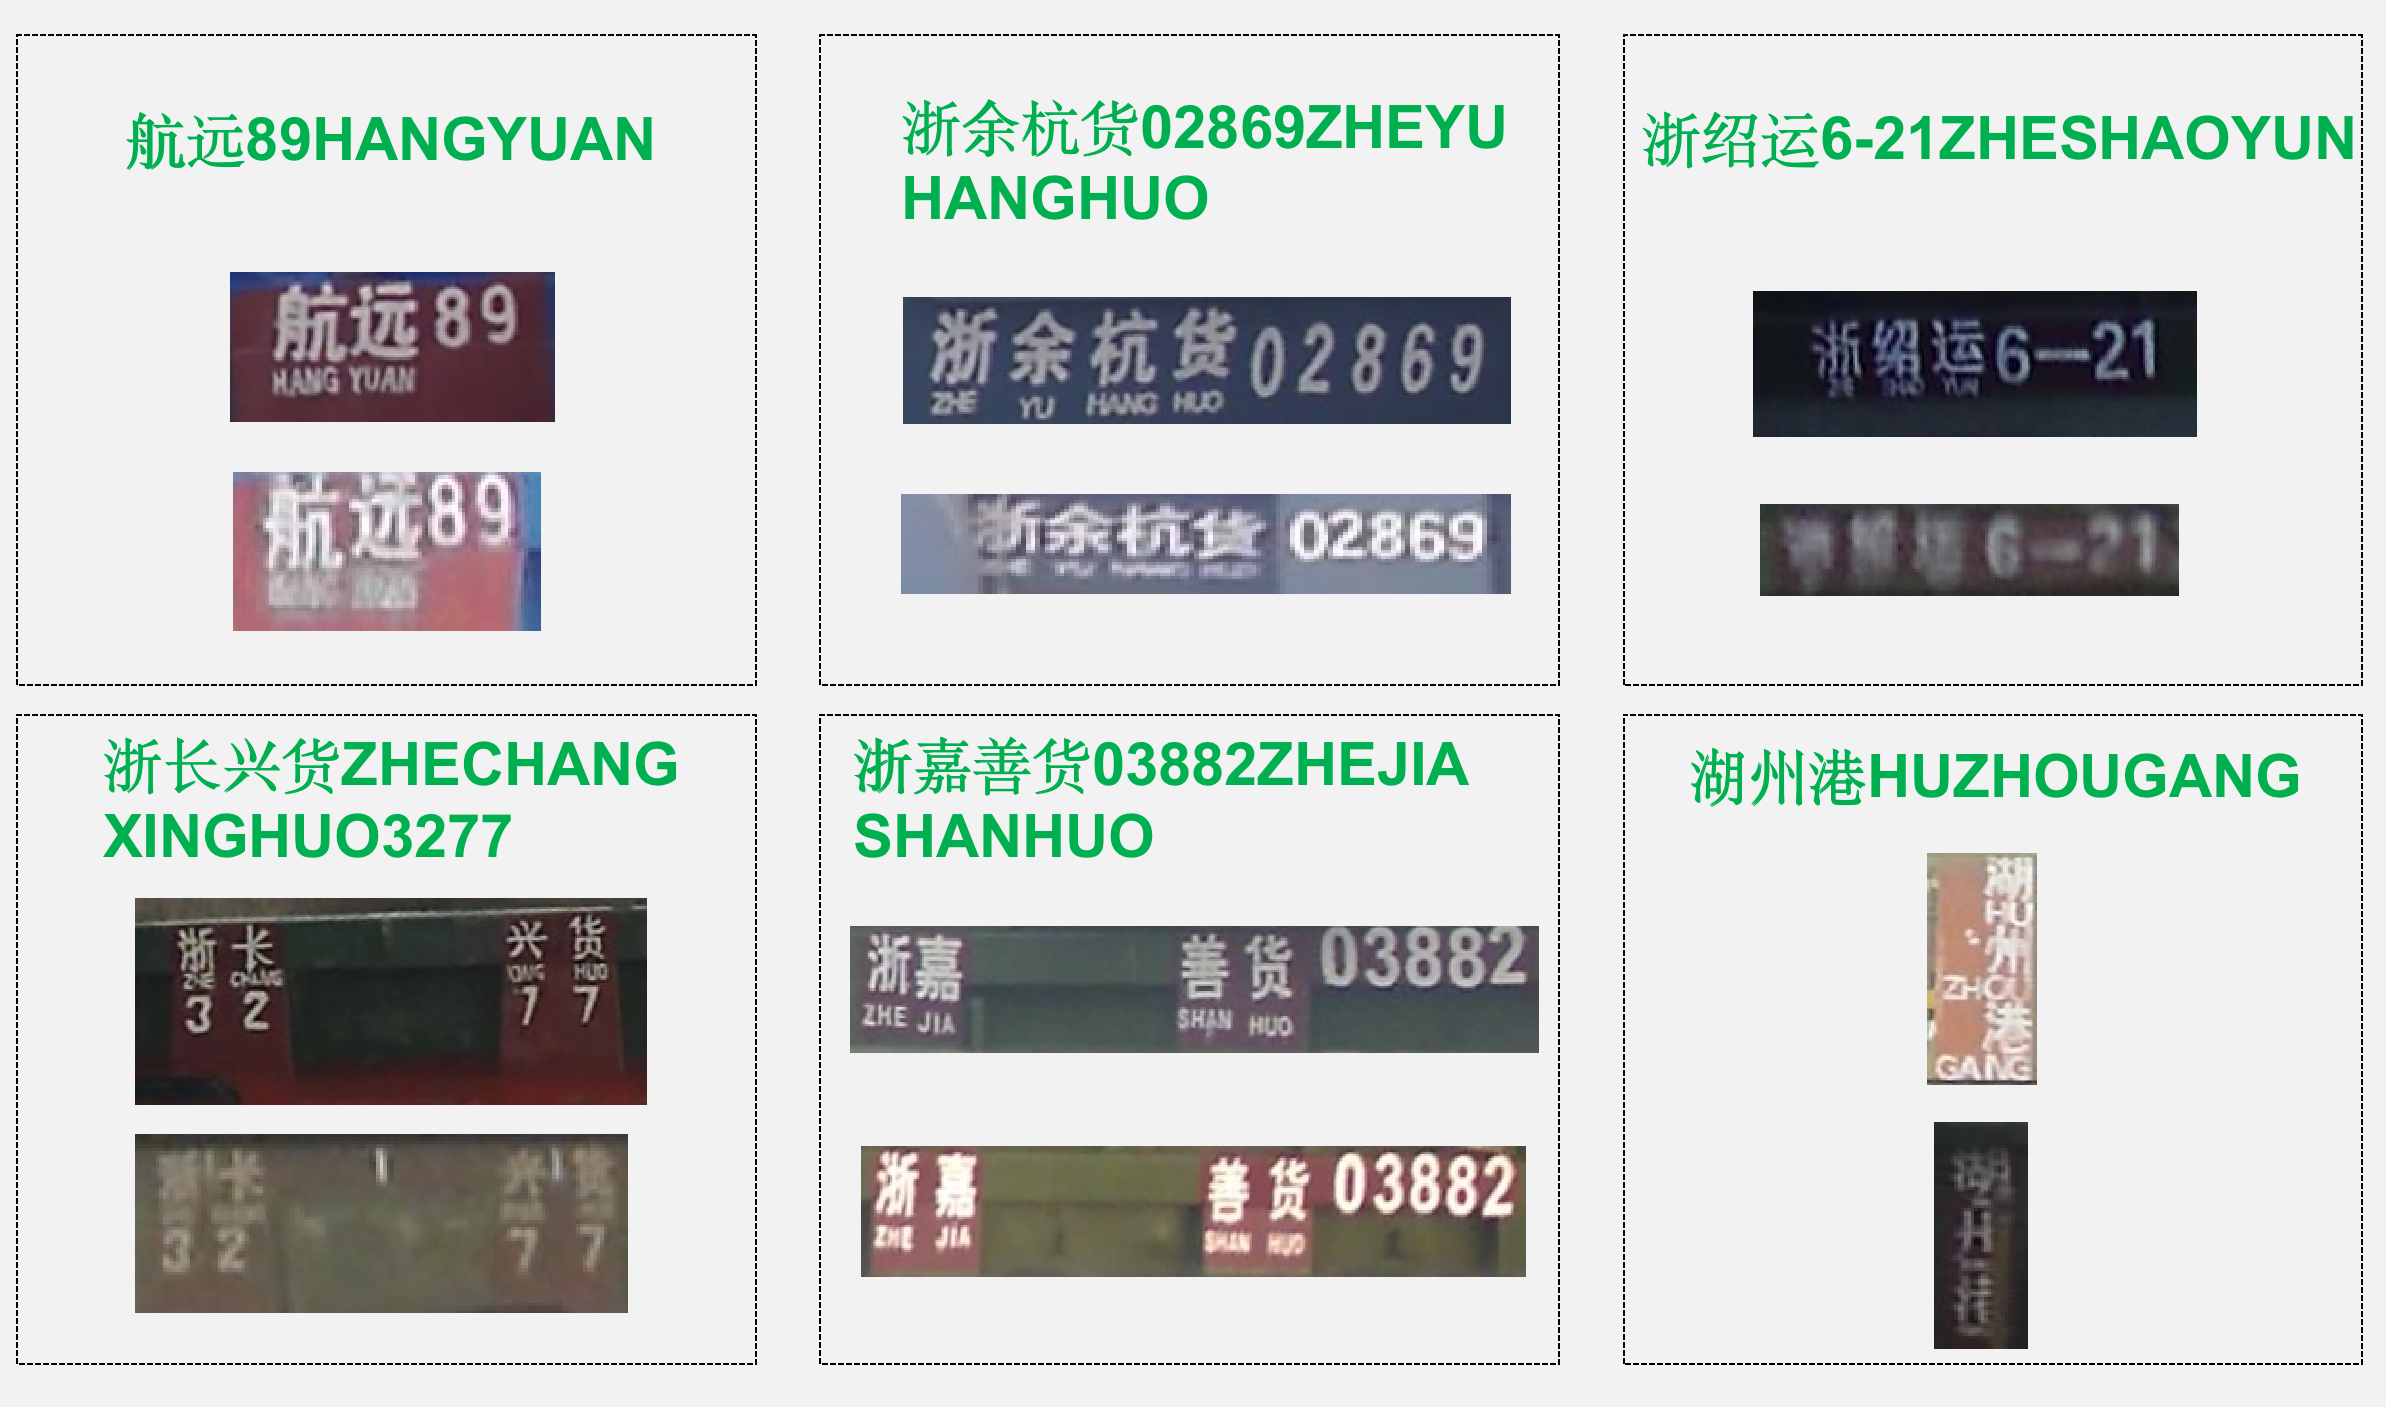 航远89HANGYUAN
航远89
HANG YUAN
航远89
浙余杭货02869ZHEYU
HANGHUO
浙余杭货02869
ZHE YU HANG HUO
浙余杭货 02869
ZHE YU HANG HUO
浙绍运6-21ZHESHAOYUN
浙绍运6—21
ZHE SHAO YUN
浙绍运6—21
浙长兴货ZHECHANG
XINGHUO3277
浙长 兴货
ZHE CHANG HUO
3 2 7 7
浙长 兴货
3 2 7 7
浙嘉善货03882ZHEJIA
SHANHUO
浙嘉 善货 03882
ZHE JIA SHAN HUO
浙嘉 善货 03882
ZHE JIA SHAN HUO
湖州港HUZHOUGANG
湖
HU
州
ZHOU
港
GANG
湖
州
港